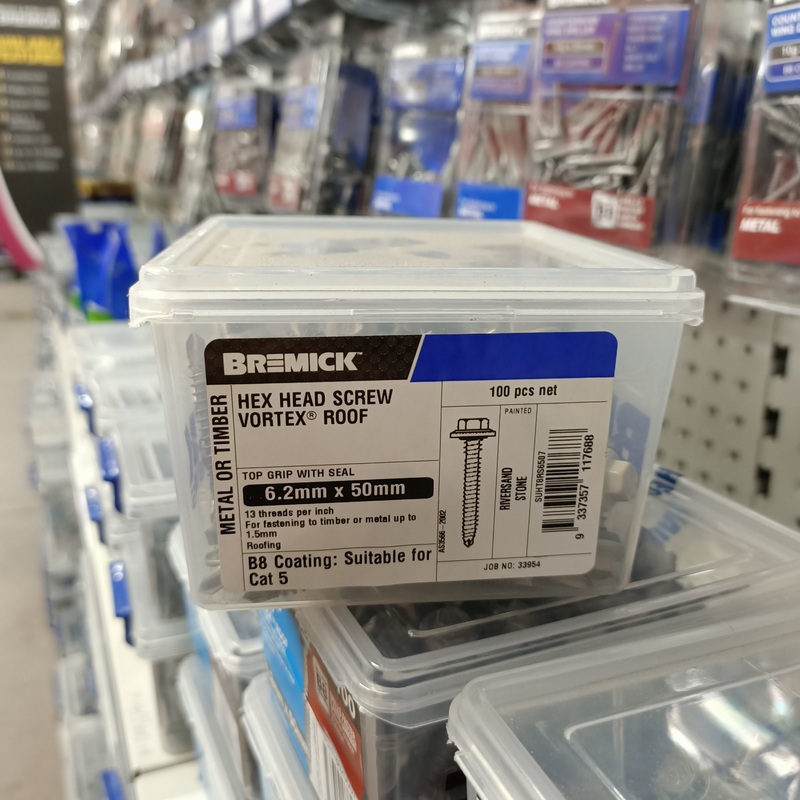 BREMICK™
HEX HEAD SCREW
VORTEX® ROOF
METAL OR TIMBER
TOP GRIP WITH SEAL
6.2mm x 50mm
13 threads per inch
For fastening to timber or metal up to
1.5mm
Roofing
B8 Coating: Suitable for
Cat 5
100 pcs net
PAINTED
RIVERSAND
STONE
SUHTBRS6507
9 337357 117688
AS3566 - 2002
JOB NO: 33954
BREMICK
BREMICK
METAL
METAL